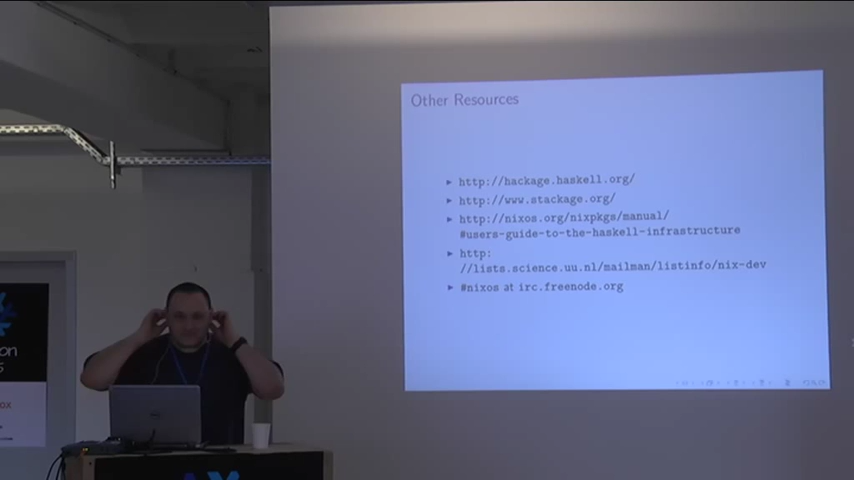 Other Resources
http://hackage.haskell.org/
http://www.stackage.org/
http://nixos.org/nixpkgs/manual/
#users-guide-to-the-haskell-infrastructure
http:
//lists.science.uu.nl/mailman/listinfo/nix-dev
#nixos at irc.freenode.org